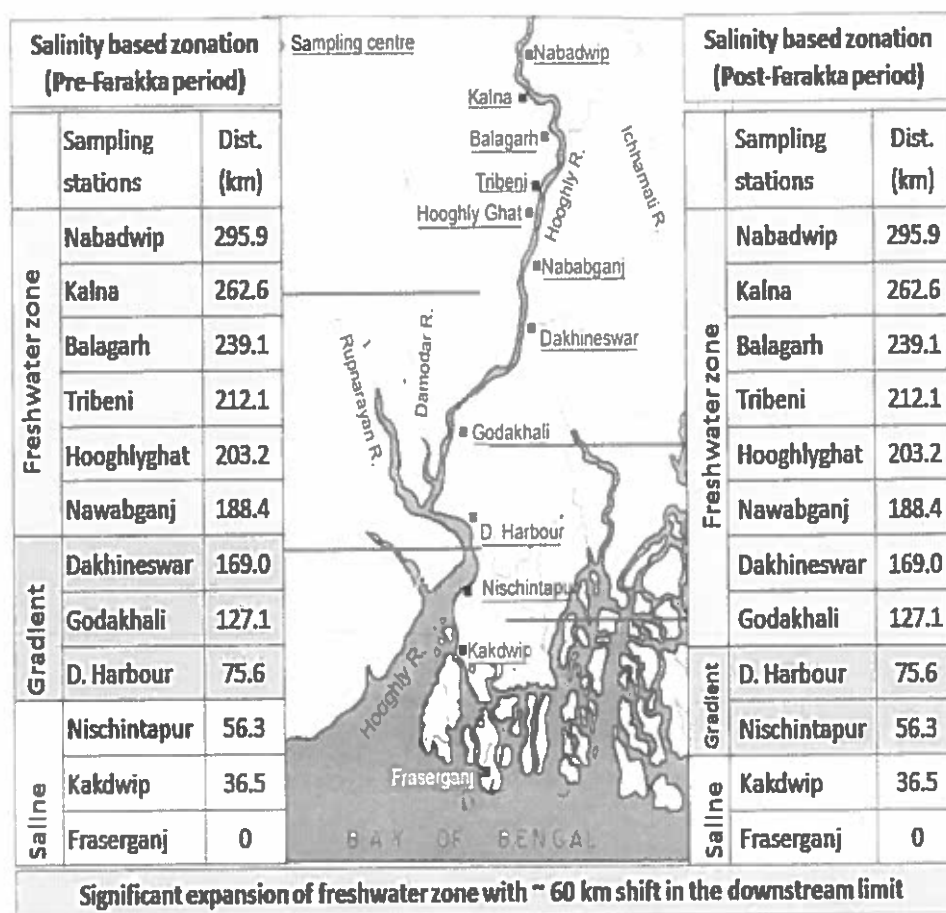 Salinity based zonation
(Pre-Farakka period)
Sampling stations Dist. (km)
Freshwater zone
Nabadwip 295.9
Kalna 262.6
Balagarh 239.1
Tribeni 212.1
Hooghlyghat 203.2
Nawabganj 188.4
Gradient
Dakhineswar 169.0
Godakhali 127.1
D. Harbour 75.6
Saline
Nischintapur 56.3
Kakdwip 36.5
Fraserganj 0
Sampling centre
Nabadwip
Kalna
Balagarh
Ichhamati R.
Tribeni
Hooghly Ghat
Hooghly R.
Nababganj
Dakhineswar
Rupnarayan R.
Damodar R.
Godakhali
D. Harbour
Nischintapur
Kakdwip
Hooghly R.
Fraserganj
BAY OF BENGAL
Salinity based zonation
(Post-Farakka period)
Sampling stations Dist. (km)
Freshwater zone
Nabadwip 295.9
Kalna 262.6
Balagarh 239.1
Tribeni 212.1
Hooghlyghat 203.2
Nawabganj 188.4
Dakhineswar 169.0
Godakhali 127.1
Gradient
D. Harbour 75.6
Nischintapur 56.3
Saline
Kakdwip 36.5
Fraserganj 0
Significant expansion of freshwater zone with ~ 60 km shift in the downstream limit